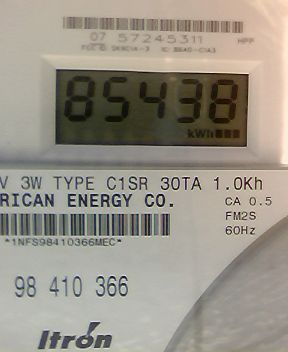 07 57245311 HPP
85438
kWh
V 3W TYPE C1SR 30TA 1.0Kh
RICAN ENERGY CO. CA 0.5
FM2S
*1NFS98410366MEC* 60Hz
98 410 366
Itron